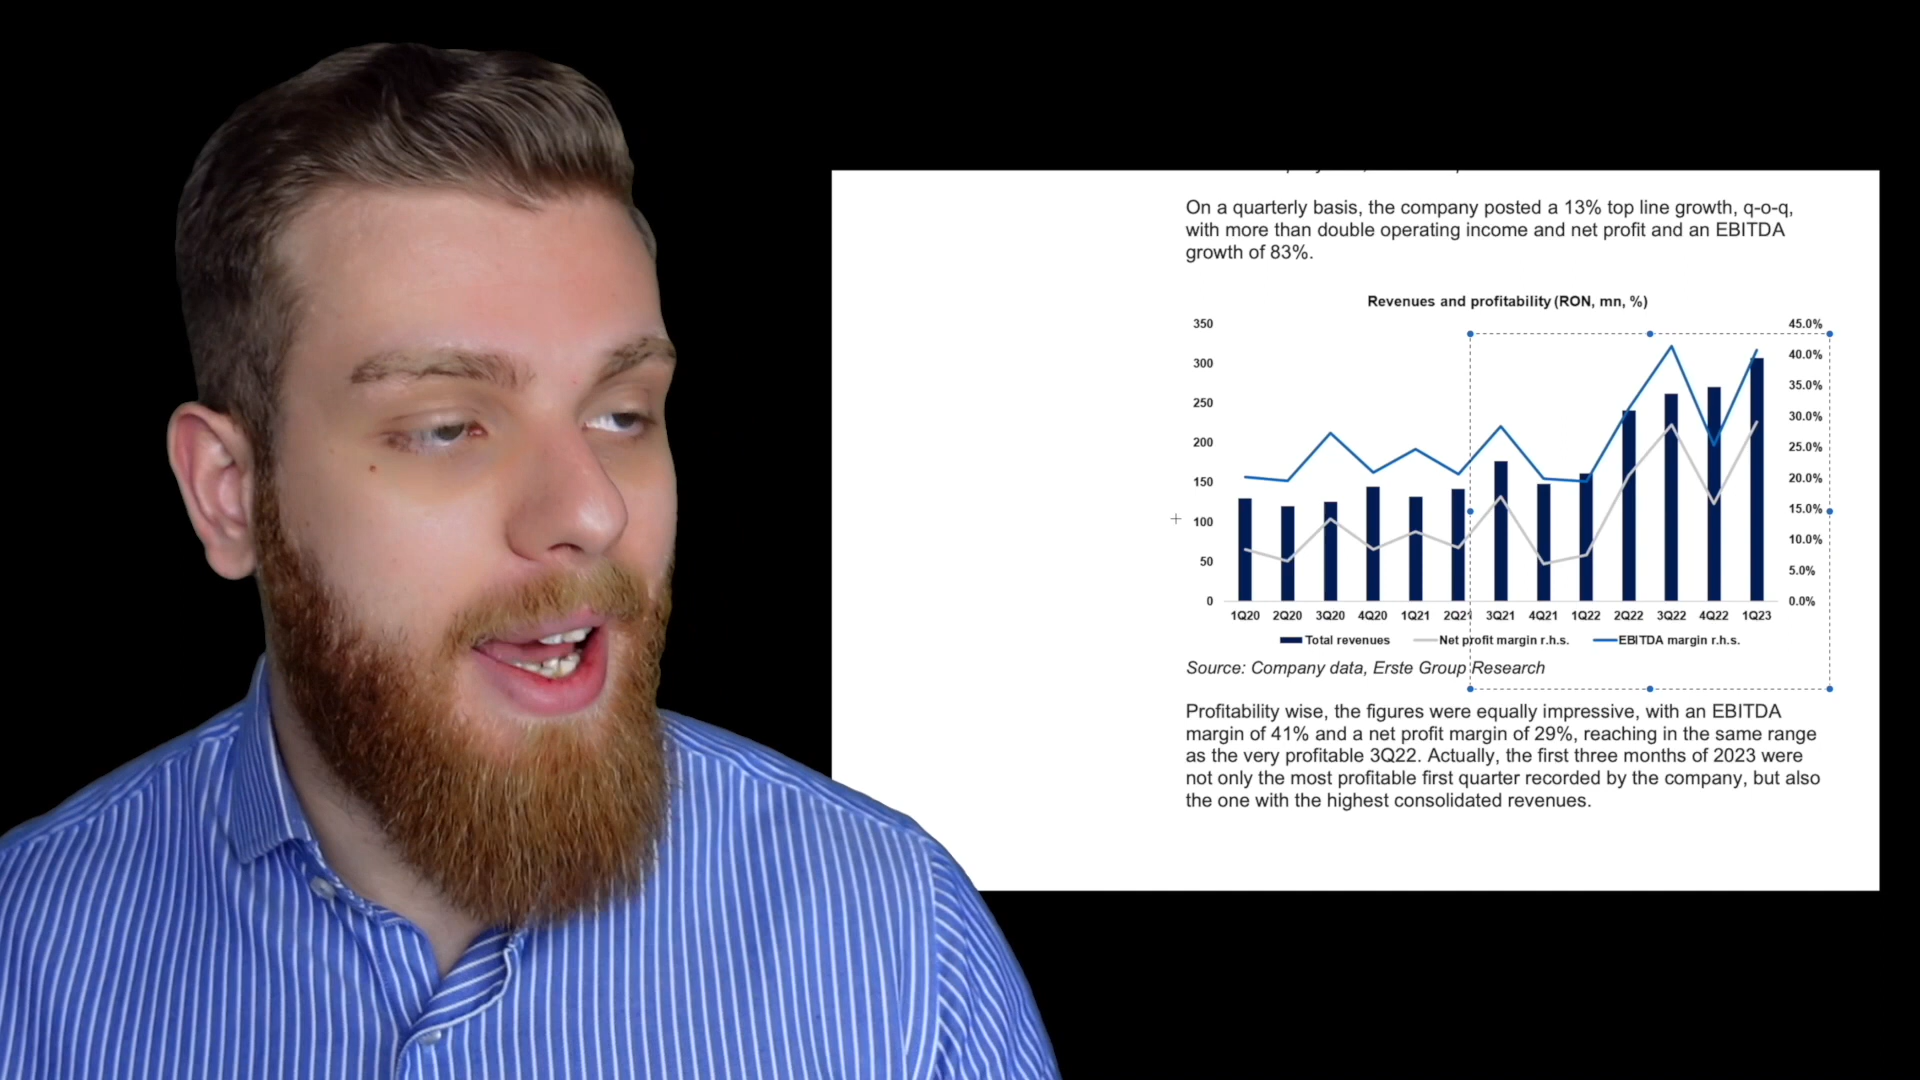 On a quarterly basis, the company posted a 13% top line growth, q-o-q,
with more than double operating income and net profit and an EBITDA
growth of 83%.
Revenues and profitability (RON, mn, %)
350
300
250
200
150
100
50
0
45.0%
40.0%
35.0%
30.0%
25.0%
20.0%
15.0%
10.0%
5.0%
0.0%
1Q20 2Q20 3Q20 4Q20 1Q21 2Q21 3Q21 4Q21 1Q22 2Q22 3Q22 4Q22 1Q23
Total revenues Net profit margin r.h.s. EBITDA margin r.h.s.
Source: Company data, Erste Group Research
Profitability wise, the figures were equally impressive, with an EBITDA
margin of 41% and a net profit margin of 29%, reaching in the same range
as the very profitable 3Q22. Actually, the first three months of 2023 were
not only the most profitable first quarter recorded by the company, but also
the one with the highest consolidated revenues.